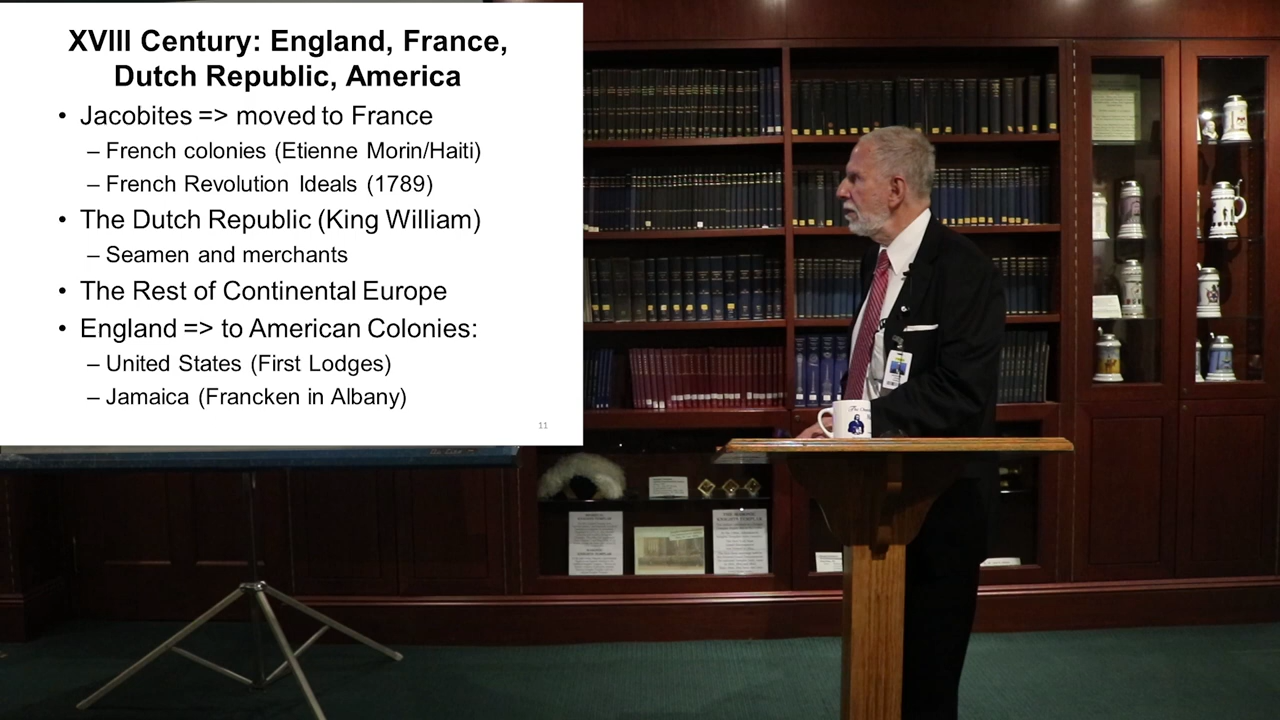 XVIII Century: England, France,
Dutch Republic, America
• Jacobites => moved to France
– French colonies (Etienne Morin/Haiti)
– French Revolution Ideals (1789)
• The Dutch Republic (King William)
– Seamen and merchants
• The Rest of Continental Europe
• England => to American Colonies:
– United States (First Lodges)
– Jamaica (Francken in Albany)
11